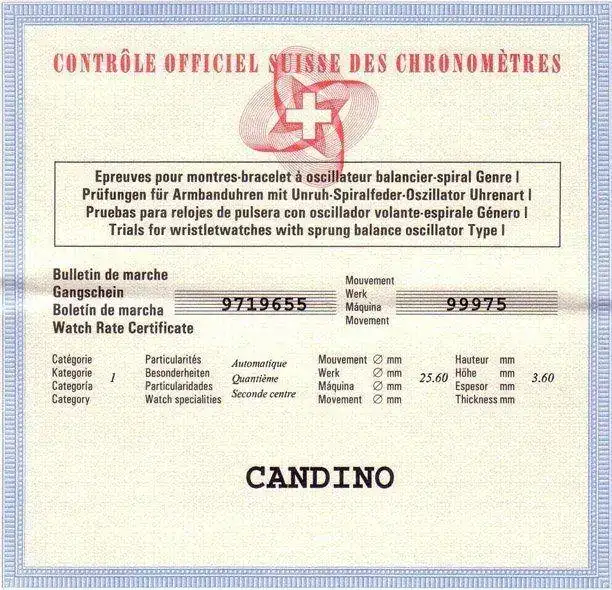 CONTRÔLE OFFICIEL SUISSE DES CHRONOMÈTRES
Epreuves pour montres-bracelet à oscillateur balancier-spiral Genre I
Prüfungen für Armbanduhren mit Unruh-Spiralfeder-Oszillator Uhrenart I
Pruebas para relojes de pulsera con oscillador volante-espirale Género I
Trials for wristletwatches with sprung balance oscillator Type I
Bulletin de marche
Gangschein
Boletín de marcha
Watch Rate Certificate
9719655
Mouvement
Werk
Máquina
Movement
99975
Catégorie
Kategorie
Categoría
Category
1
Particularités
Besonderheiten
Particularidades
Watch specialities
Automatique
Quantième
Seconde centre
Mouvement ∅ mm
Werk ∅ mm
Máquina ∅ mm
Movement ∅ mm
25.60
Hauteur mm
Höhe mm
Espesor mm
Thickness mm
3.60
CANDINO